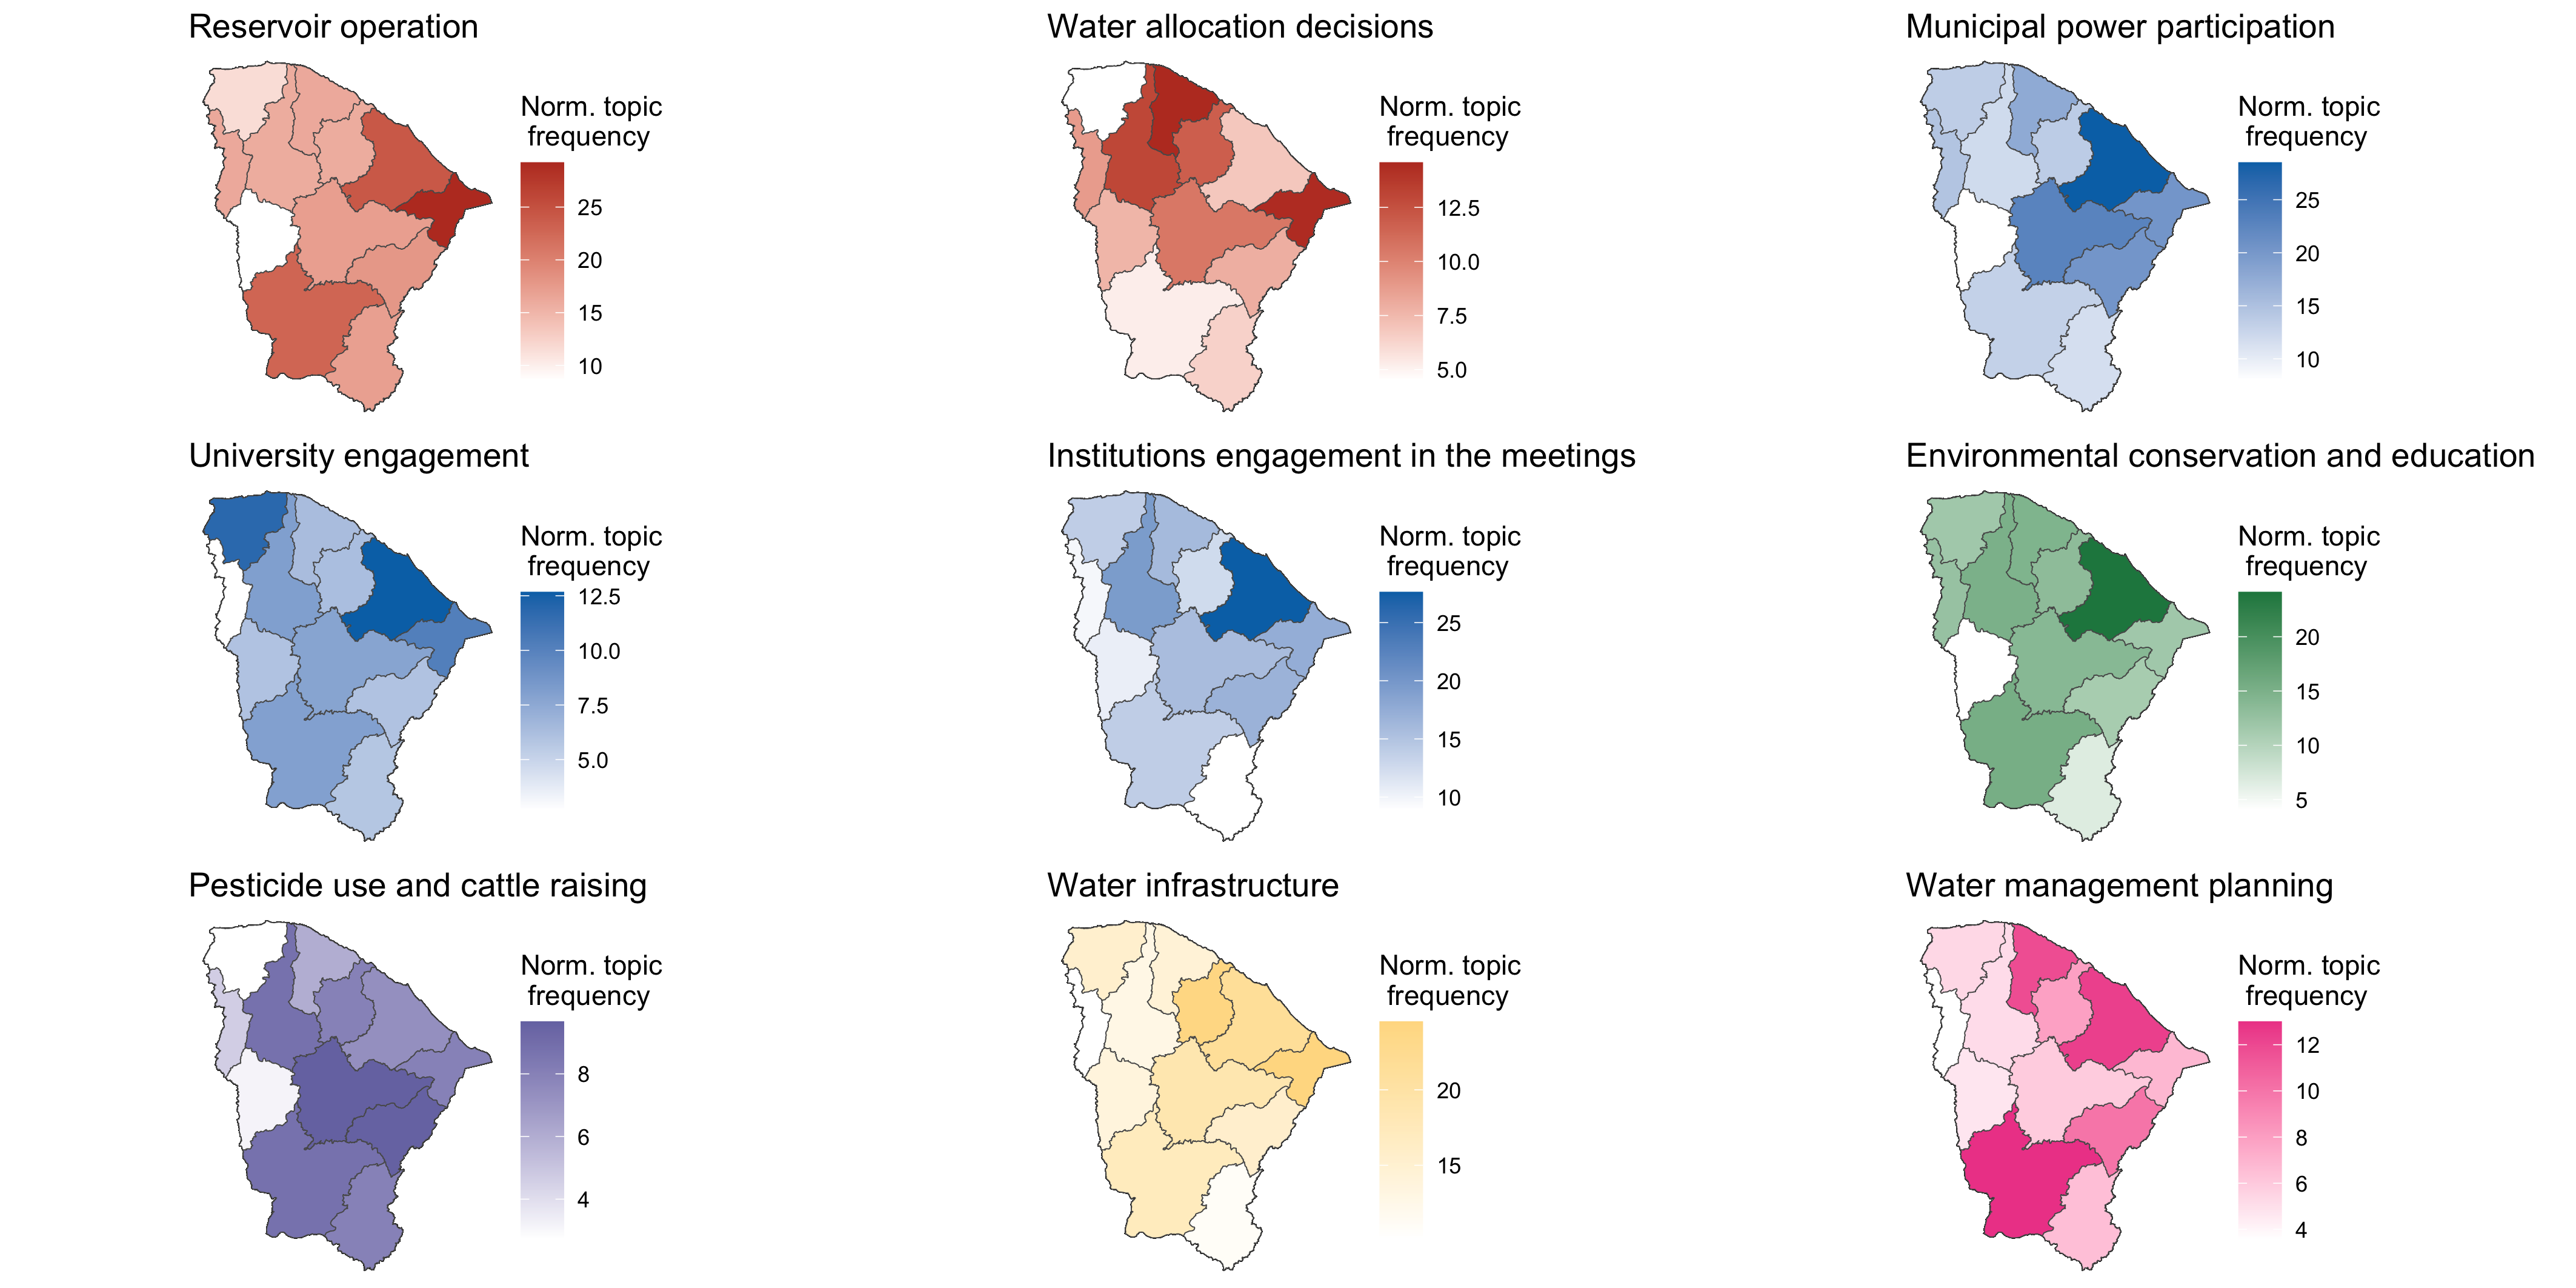 Reservoir operation
Norm. topic
frequency
25
20
15
10
Water allocation decisions
Norm. topic
frequency
12.5
10.0
7.5
5.0
Municipal power participation
Norm. topic
frequency
25
20
15
10
University engagement
Norm. topic
frequency
12.5
10.0
7.5
5.0
Institutions engagement in the meetings
Norm. topic
frequency
25
20
15
10
Environmental conservation and education
Norm. topic
frequency
20
15
10
5
Pesticide use and cattle raising
Norm. topic
frequency
8
6
4
Water infrastructure
Norm. topic
frequency
20
15
Water management planning
Norm. topic
frequency
12
10
8
6
4